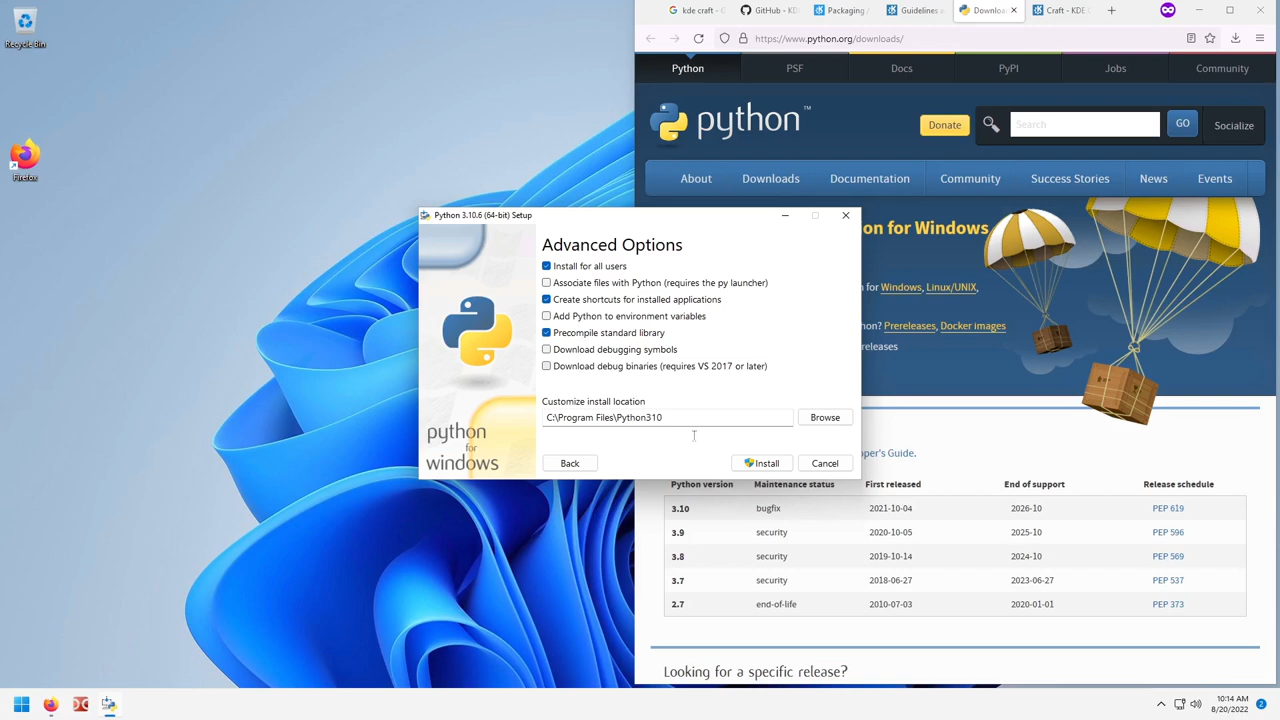 Recycle Bin
Firefox
kde craft - G
GitHub - KD
Packaging /
Guidelines a
Downloa
Craft - KDE
https://www.python.org/downloads/
Python
PSF
Docs
PyPI
Jobs
Community
python™
Donate
Search
GO
Socialize
About
Downloads
Documentation
Community
Success Stories
News
Events
on for Windows
n for Windows, Linux/UNIX,
hon? Prereleases, Docker images
releases
Python 3.10.6 (64-bit) Setup
Advanced Options
Install for all users
Associate files with Python (requires the py launcher)
Create shortcuts for installed applications
Add Python to environment variables
Precompile standard library
Download debugging symbols
Download debug binaries (requires VS 2017 or later)
Customize install location
C:\Program Files\Python310
Browse
Back
Install
Cancel
python
for
windows
oper's Guide.
Python version Maintenance status First released End of support Release schedule
3.10 bugfix 2021-10-04 2026-10 PEP 619
3.9 security 2020-10-05 2025-10 PEP 596
3.8 security 2019-10-14 2024-10 PEP 569
3.7 security 2018-06-27 2023-06-27 PEP 537
2.7 end-of-life 2010-07-03 2020-01-01 PEP 373
Looking for a specific release?
10:14 AM
8/20/2022
2